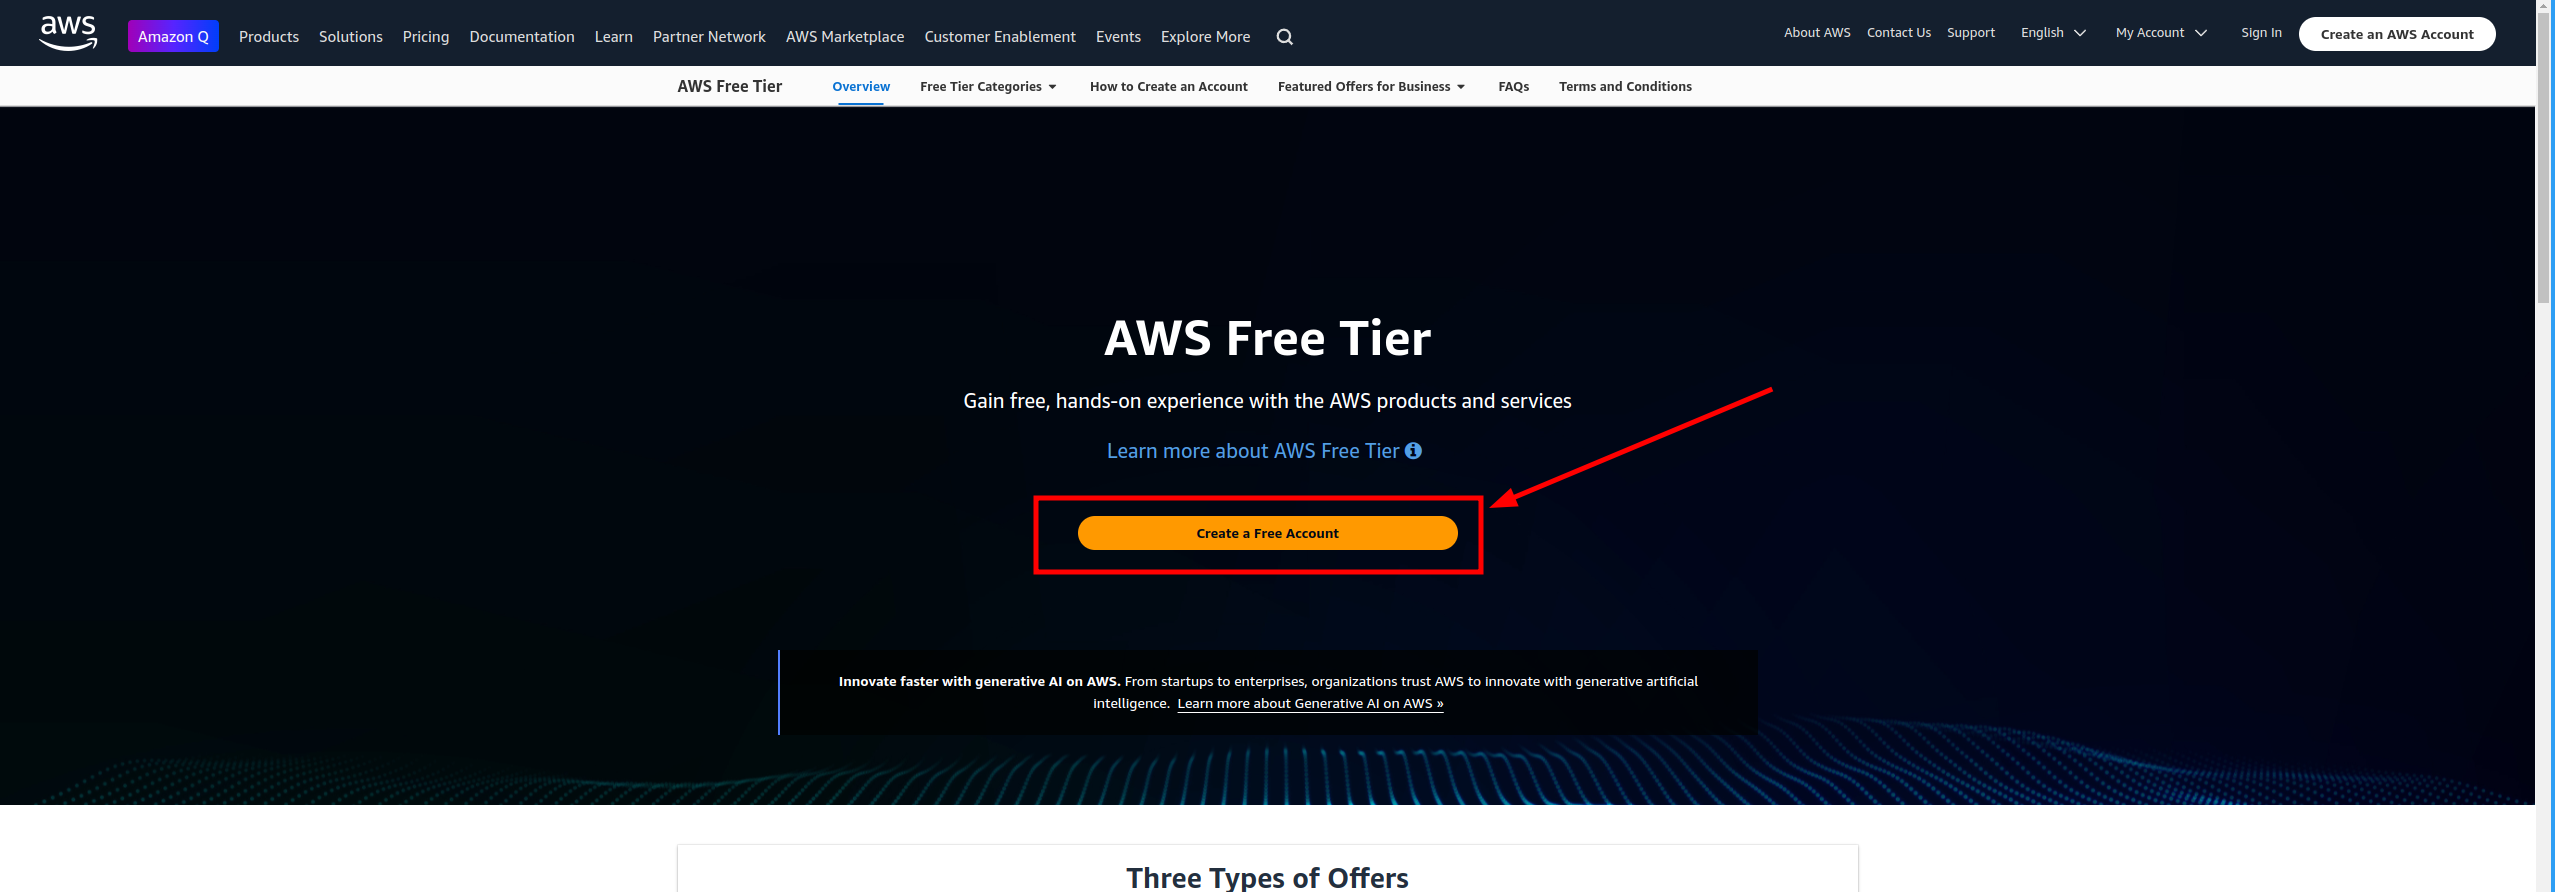 aws
Amazon Q Products Solutions Pricing Documentation Learn Partner Network AWS Marketplace Customer Enablement Events Explore More
About AWS Contact Us Support English My Account Sign In Create an AWS Account
AWS Free Tier Overview Free Tier Categories How to Create an Account Featured Offers for Business FAQs Terms and Conditions
AWS Free Tier
Gain free, hands-on experience with the AWS products and services
Learn more about AWS Free Tier
Create a Free Account
Innovate faster with generative AI on AWS. From startups to enterprises, organizations trust AWS to innovate with generative artificial
intelligence. Learn more about Generative AI on AWS »
Three Types of Offers